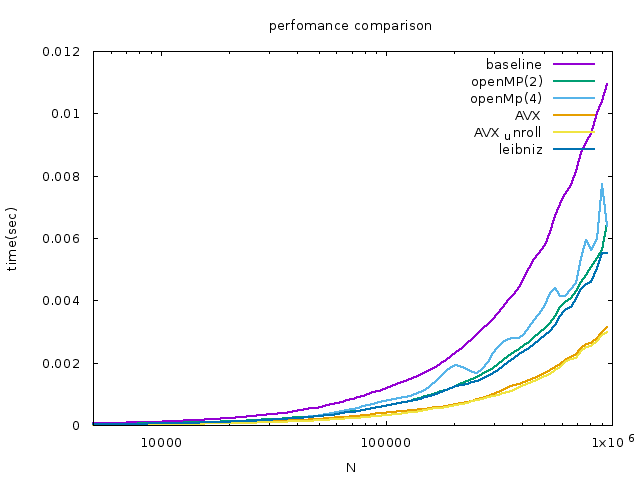 perfomance comparison
0.012
0.01
0.008
0.006
0.004
0.002
0
time(sec)
baseline
openMP(2)
openMp(4)
AVX
AVX unroll
leibniz
10000
100000
1x10 6
N